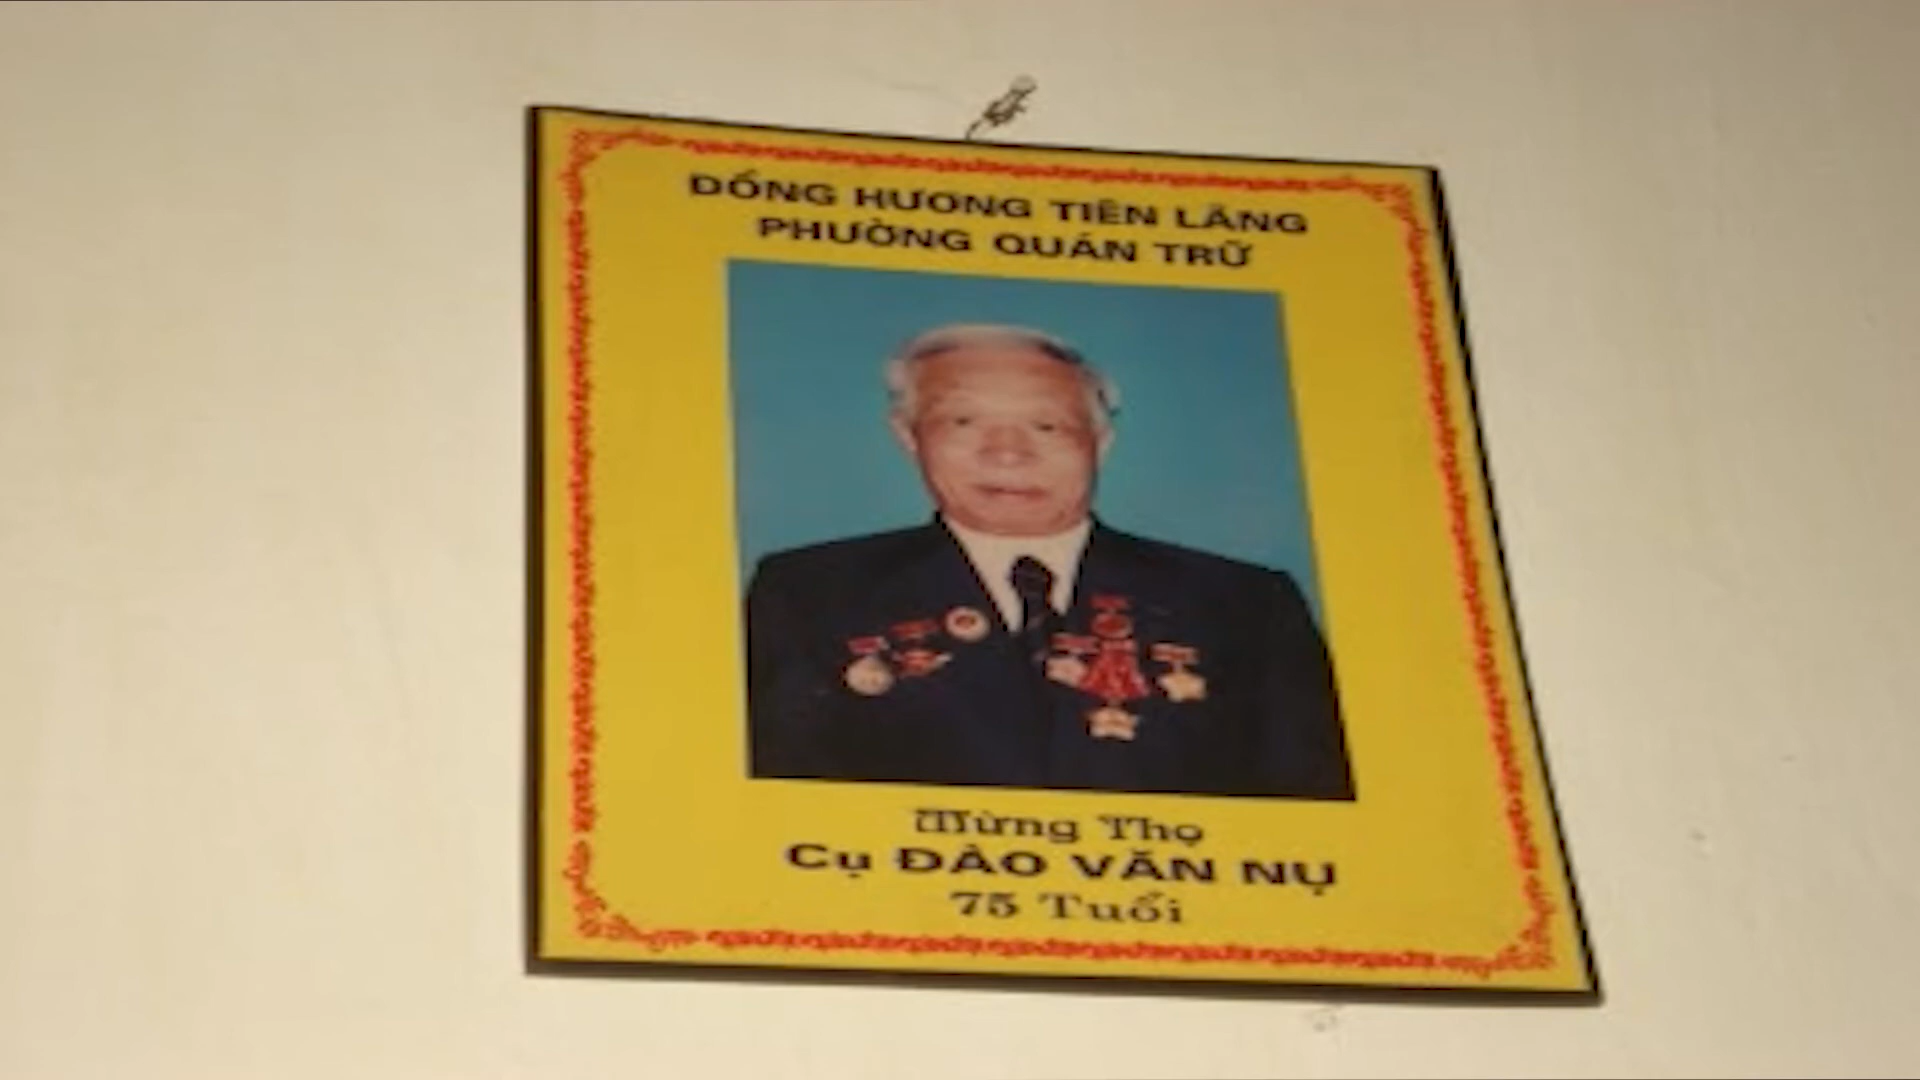 ĐỒNG HƯƠNG TIÊN LÃNG
PHƯỜNG QUÁN TRỮ
Mừng Thọ
Cụ ĐÀO VĂN NỤ
75 Tuổi